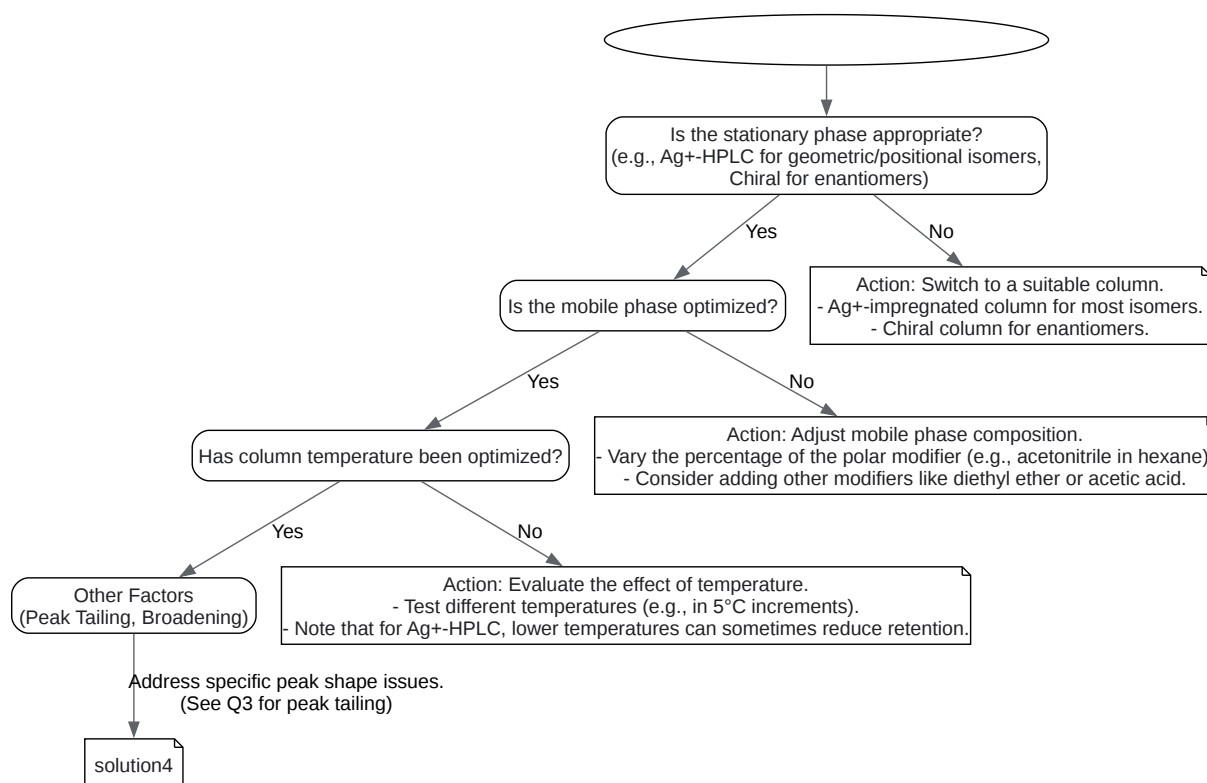 Is the stationary phase appropriate?
(e.g., Ag+-HPLC for geometric/positional isomers,
Chiral for enantiomers)
Yes
No
Action: Switch to a suitable column.
- Ag+-impregnated column for most isomers.
- Chiral column for enantiomers.
Is the mobile phase optimized?
Yes
No
Action: Adjust mobile phase composition.
- Vary the percentage of the polar modifier (e.g., acetonitrile in hexane)
- Consider adding other modifiers like diethyl ether or acetic acid.
Has column temperature been optimized?
Yes
No
Action: Evaluate the effect of temperature.
- Test different temperatures (e.g., in 5°C increments).
- Note that for Ag+-HPLC, lower temperatures can sometimes reduce retention.
Other Factors
(Peak Tailing, Broadening)
Address specific peak shape issues.
(See Q3 for peak tailing)
solution4